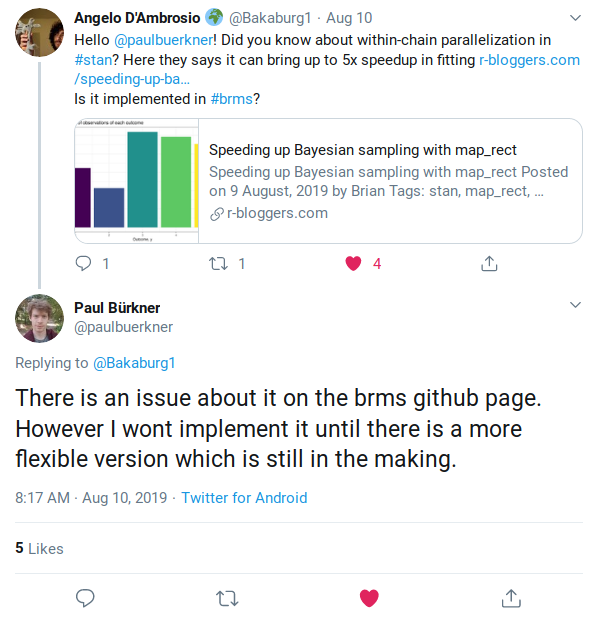 Angelo D'Ambrosio @Bakaburg1 · Aug 10
Hello @paulbuerkner! Did you know about within-chain parallelization in
#stan? Here they says it can bring up to 5x speedup in fitting r-bloggers.com
/speeding-up-ba…
Is it implemented in #brms?
of observations of each outcome
Outcome: y
Speeding up Bayesian sampling with map_rect
Speeding up Bayesian sampling with map_rect Posted
on 9 August, 2019 by Brian Tags: stan, map_rect, ...
r-bloggers.com
1 1 4
Paul Bürkner
@paulbuerkner
Replying to @Bakaburg1
There is an issue about it on the brms github page.
However I wont implement it until there is a more
flexible version which is still in the making.
8:17 AM · Aug 10, 2019 · Twitter for Android
5 Likes